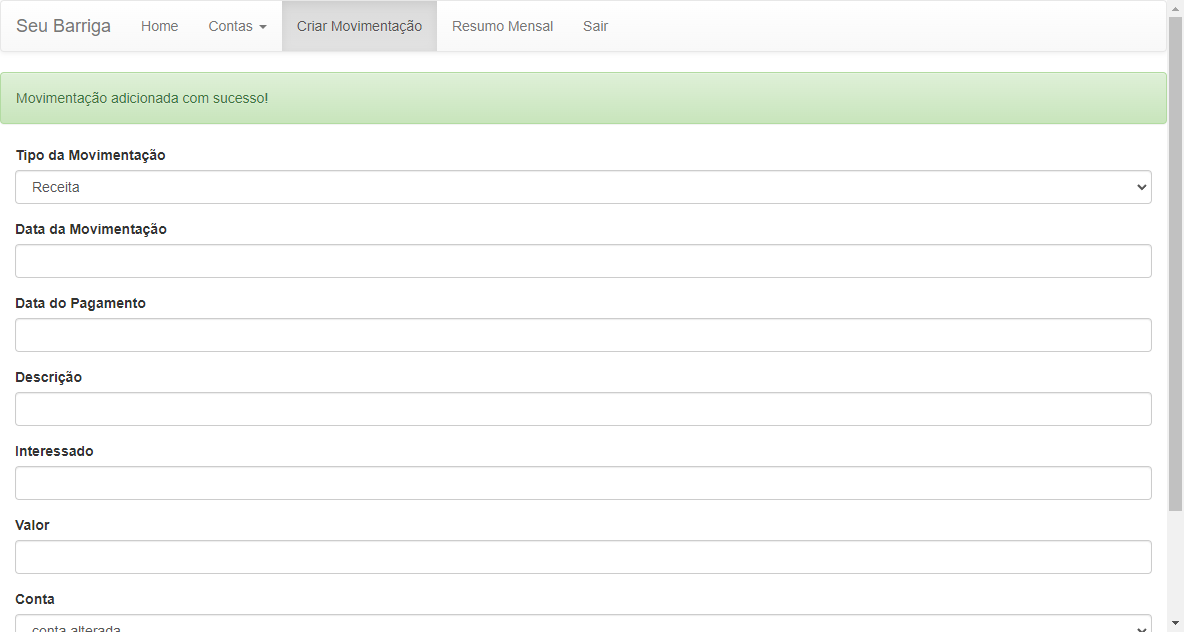 Seu Barriga Home Contas Criar Movimentação Resumo Mensal Sair
Movimentação adicionada com sucesso!
Tipo da Movimentação
Receita
Data da Movimentação
Data do Pagamento
Descrição
Interessado
Valor
Conta
conta alterada